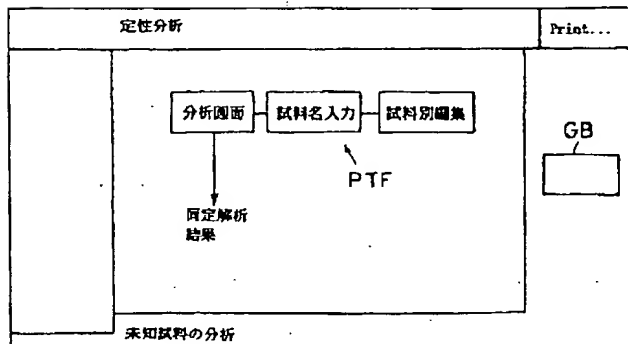 定性分析
Print...
分析画面
試料名入力
試料別編集
GB
PTF
同定解析
結果
未知試料の分析